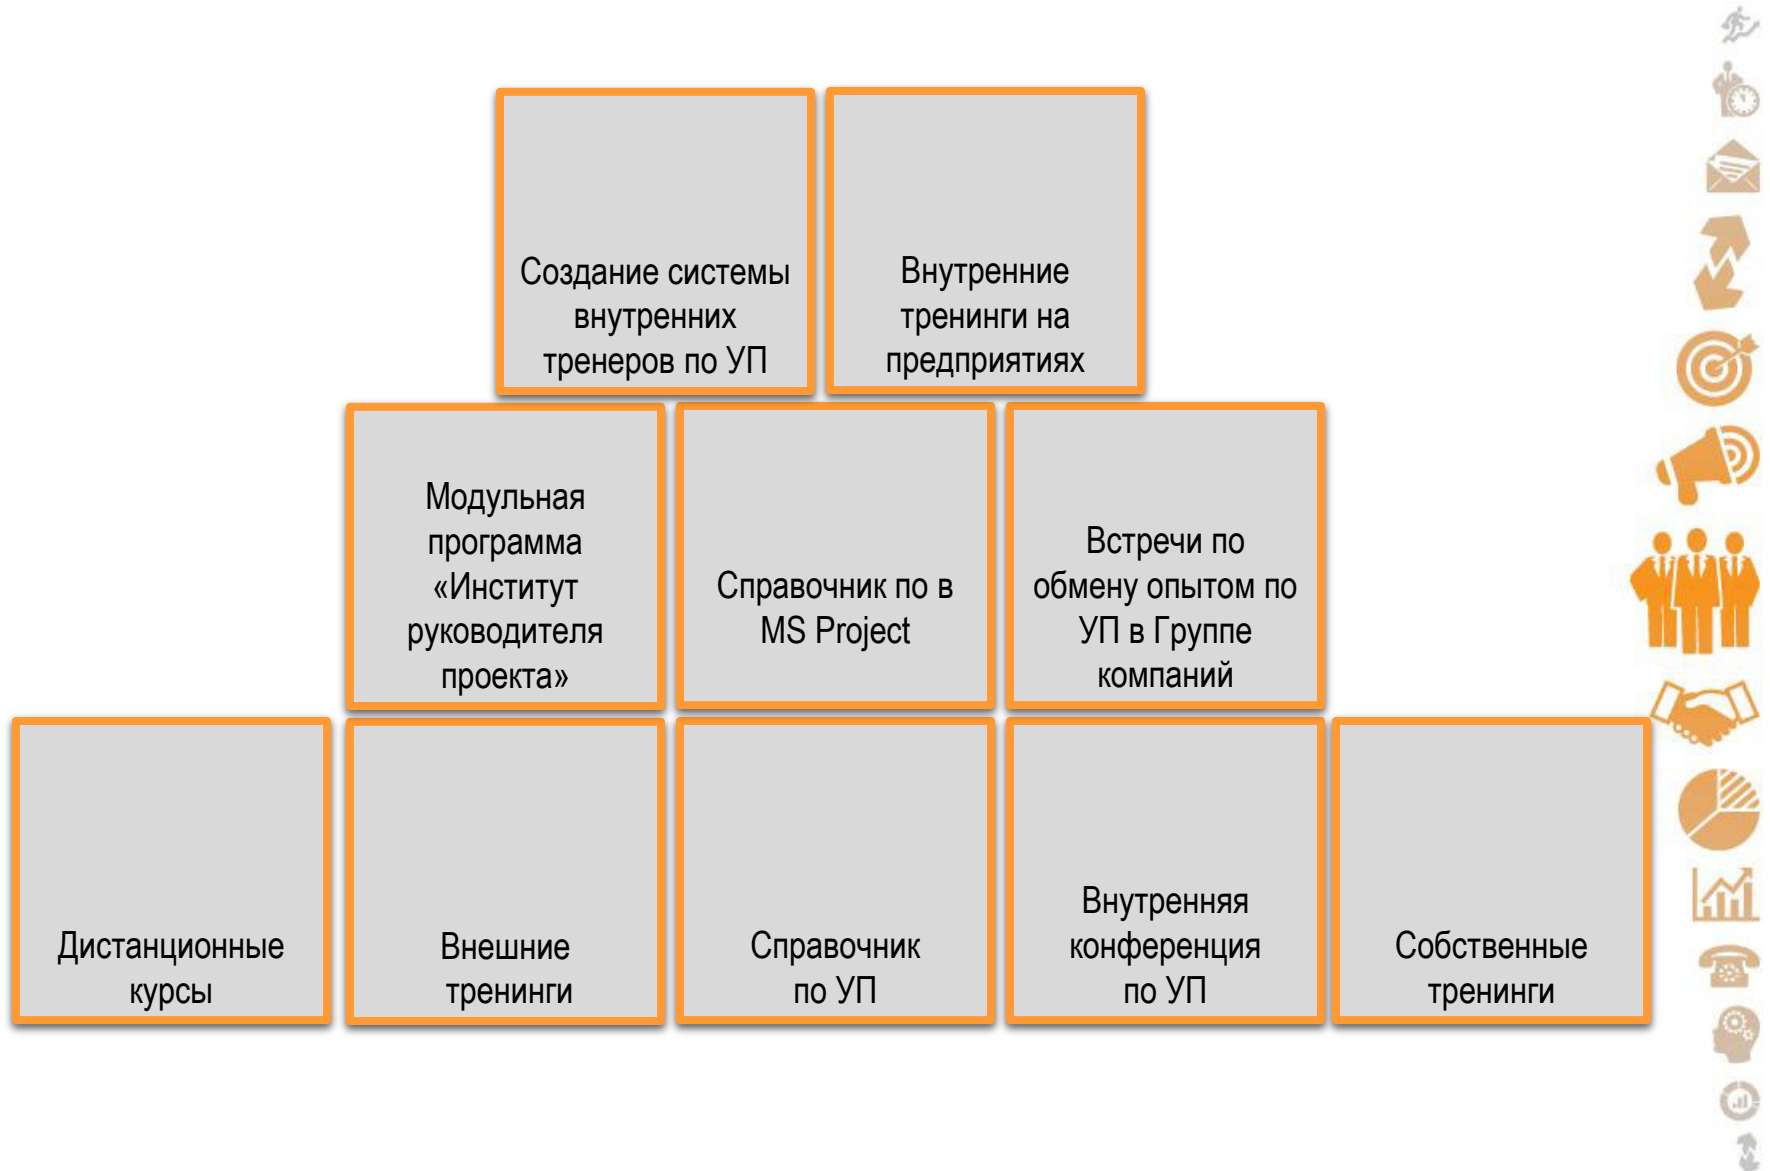 Создание системы
внутренних
тренеров по УП
Внутренние
тренинги на
предприятиях
Модульная
программа
«Институт
руководителя
проекта»
Справочник по в
MS Project
Встречи по
обмену опытом по
УП в Группе
компаний
Дистанционные
курсы
Внешние
тренинги
Справочник
по УП
Внутренняя
конференция
по УП
Собственные
тренинги